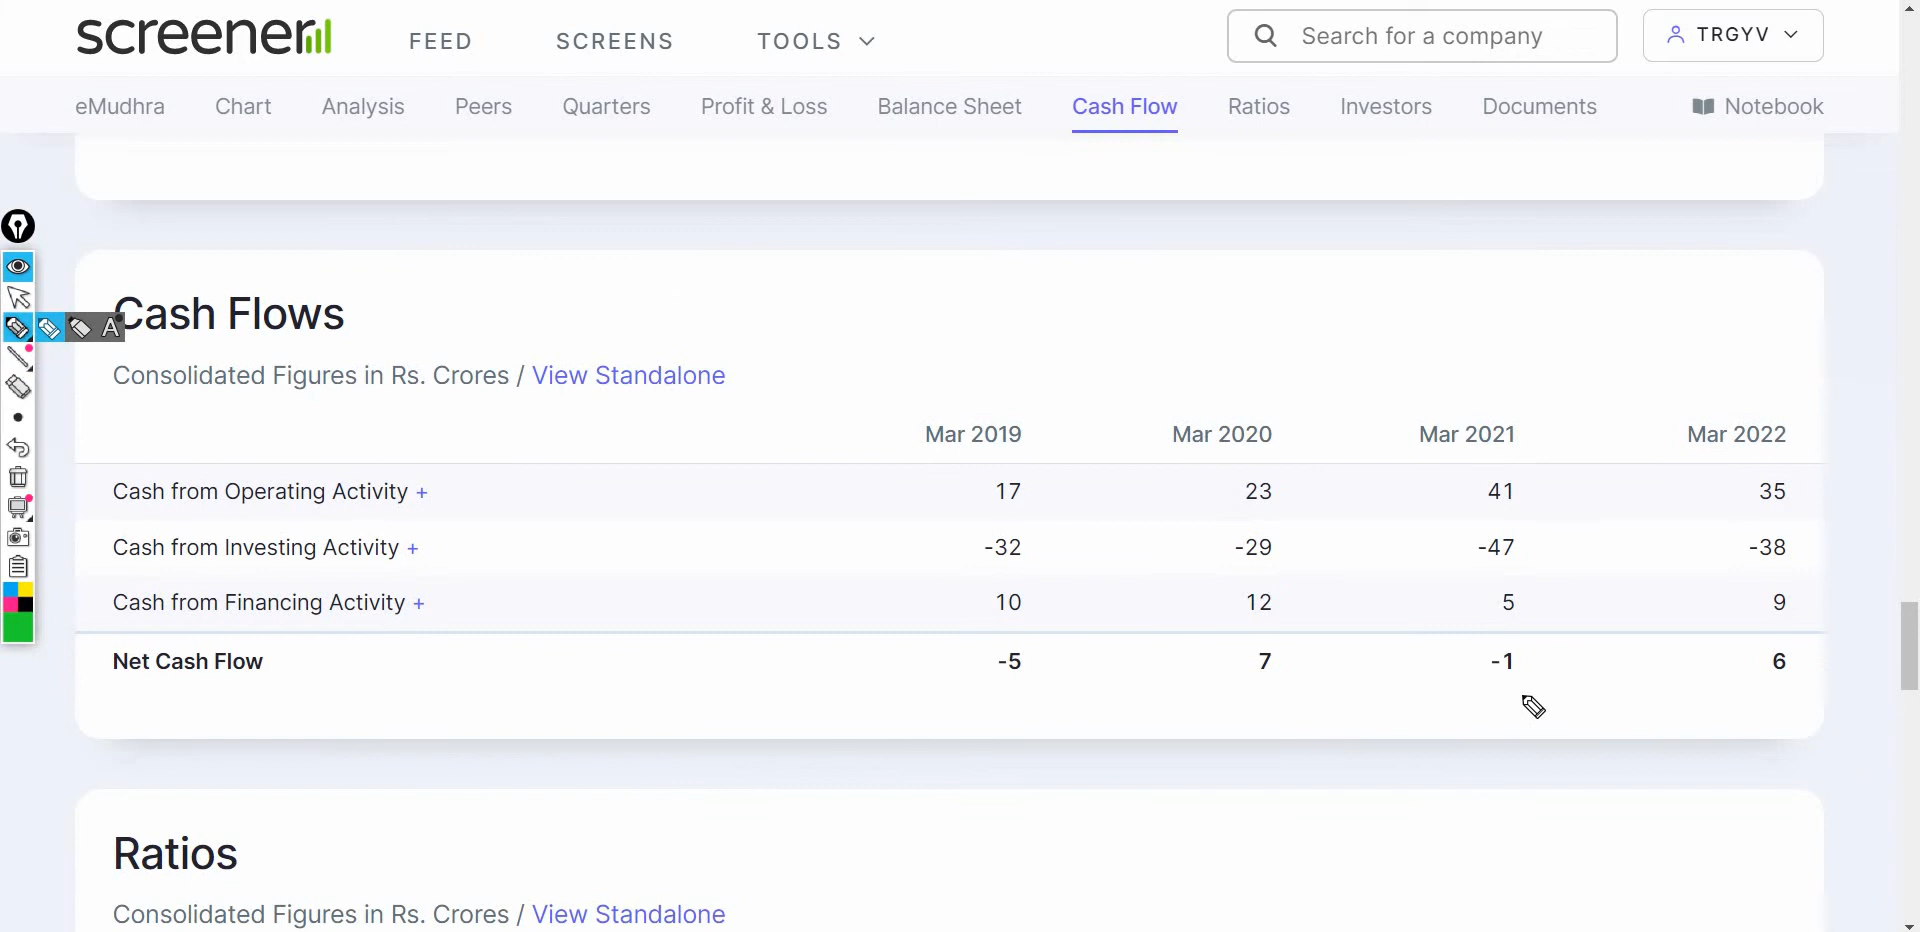 screener
FEED
SCREENS
TOOLS
Search for a company
TRGYV
eMudhra
Chart
Analysis
Peers
Quarters
Profit & Loss
Balance Sheet
Cash Flow
Ratios
Investors
Documents
Notebook
A
Cash Flows
Consolidated Figures in Rs. Crores / View Standalone
Mar 2019 Mar 2020 Mar 2021 Mar 2022
Cash from Operating Activity + 17 23 41 35
Cash from Investing Activity + -32 -29 -47 -38
Cash from Financing Activity + 10 12 5 9
Net Cash Flow -5 7 -1 6
Ratios
Consolidated Figures in Rs. Crores / View Standalone